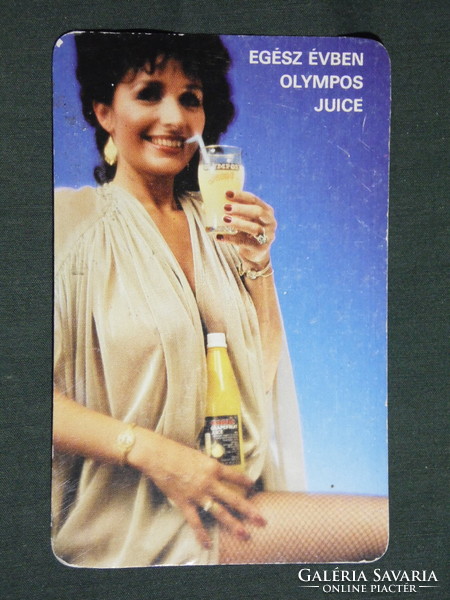 EGÉSZ ÉVBEN
OLYMPOS
JUICE
GALÉRIA SAVARIA
ONLINE PIACTÉR